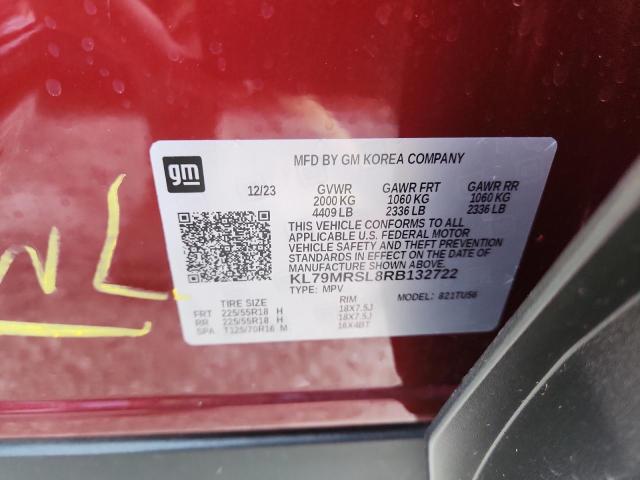 gm
MFD BY GM KOREA COMPANY
12/23 GVWR GAWR FRT GAWR RR
2000 KG 1060 KG 1060 KG
4409 LB 2336 LB 2336 LB
THIS VEHICLE CONFORMS TO ALL
APPLICABLE U.S. FEDERAL MOTOR
VEHICLE SAFETY AND THEFT PREVENTION
STANDARDS IN EFFECT ON THE DATE OF
MANUFACTURE SHOWN ABOVE.
KL79MRSL8RB132722
TYPE: MPV MODEL: 821TU56
TIRE SIZE RIM
FRT 225/55R18 H 18X7.5J
RR 225/55R18 H 18X7.5J
SPA T125/70R16 M 16X4BT
NL